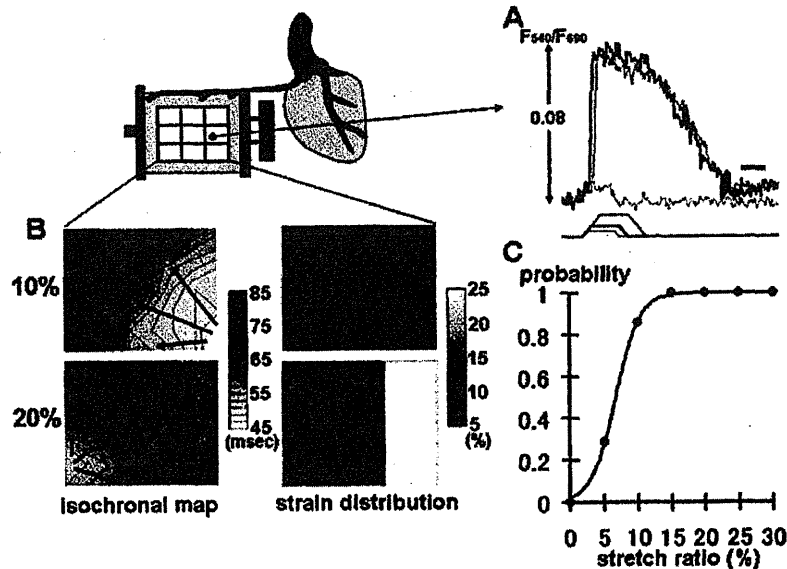 A
F540/F690
0.08
B
10%
20%
85
75
65
55
45
(msec)
25
20
15
10
5
(%)
isochronal map
strain distribution
C
probability
1
0.8
0.6
0.4
0.2
0
0 5 10 15 20 25 30
stretch ratio (%)